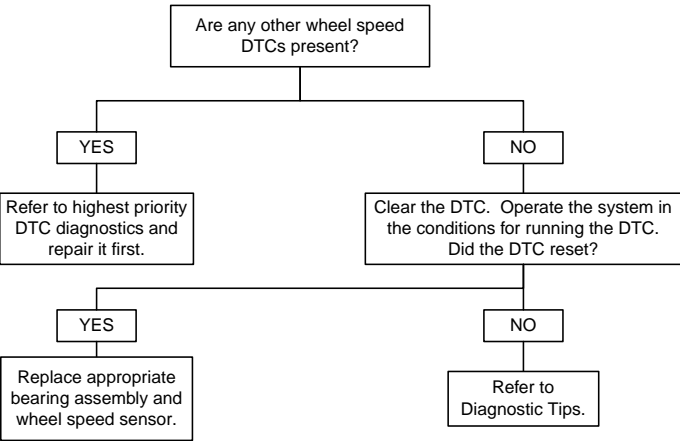 Are any other wheel speed
DTCs present?
YES
NO
Refer to highest priority
DTC diagnostics and
repair it first.
Clear the DTC.  Operate the system in
the conditions for running the DTC.
Did the DTC reset?
YES
NO
Replace appropriate
bearing assembly and
wheel speed sensor.
Refer to
Diagnostic Tips.